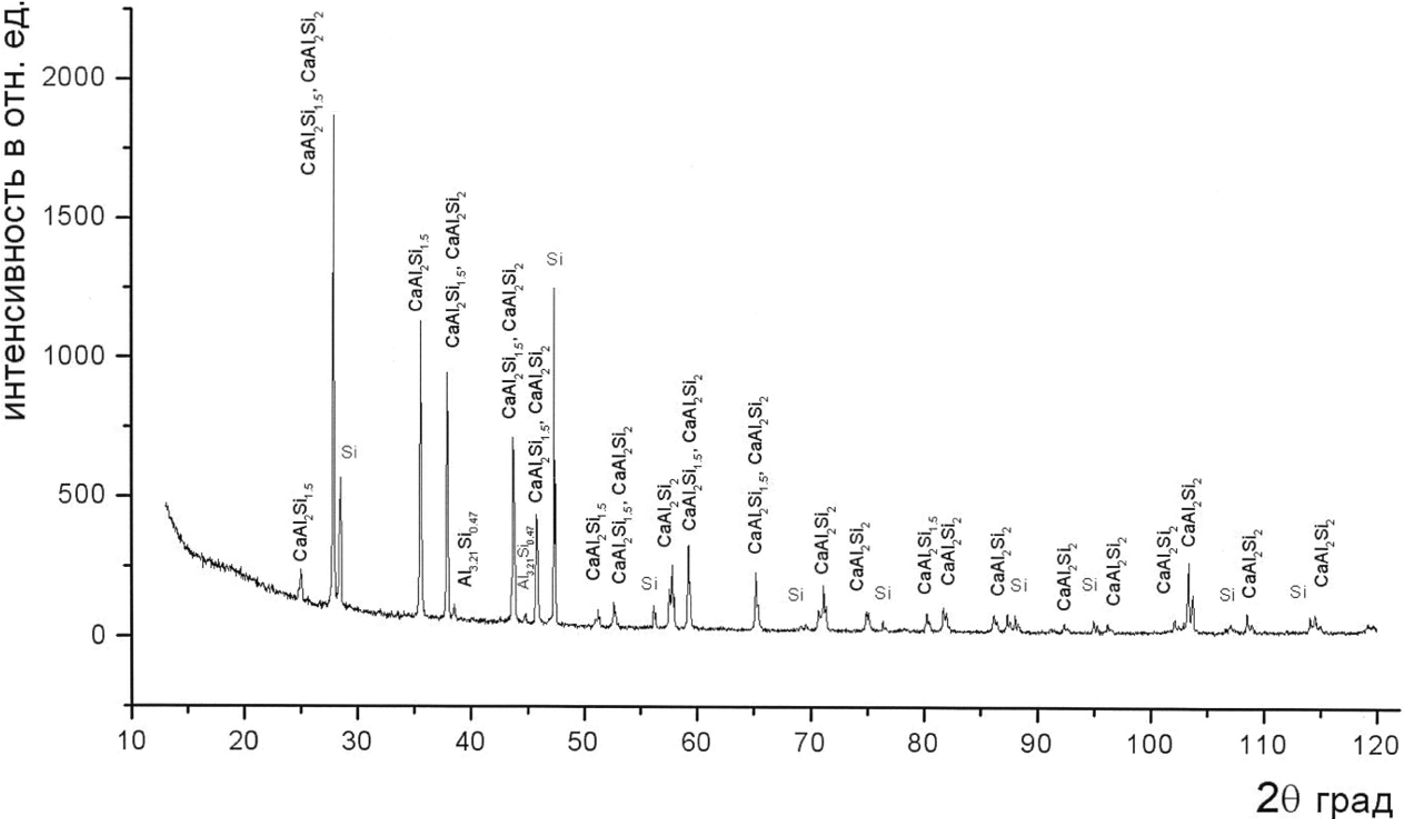 интенсивность в отн. ед.
2000
1500
1000
500
0
CaAl2Si1.5
CaAl2Si1.5, CaAl2Si2
Si
CaAl2Si1.5
CaAl2Si1.5, CaAl2Si2
Al3.21Si0.47
CaAl2Si1.5, CaAl2Si2
Al3.21Si0.47
CaAl2Si1.5, CaAl2Si2
Si
CaAl2Si1.5
CaAl2Si1.5, CaAl2Si2
Si
CaAl2Si2
CaAl2Si1.5, CaAl2Si2
CaAl2Si1.5, CaAl2Si2
Si
CaAl2Si2
CaAl2Si2
Si
CaAl2Si1.5
CaAl2Si2
CaAl2Si2
Si
CaAl2Si2
Si
CaAl2Si2
CaAl2Si2
CaAl2Si2
Si
CaAl2Si2
Si
CaAl2Si2
10 20 30 40 50 60 70 80 90 100 110 120
2θ град